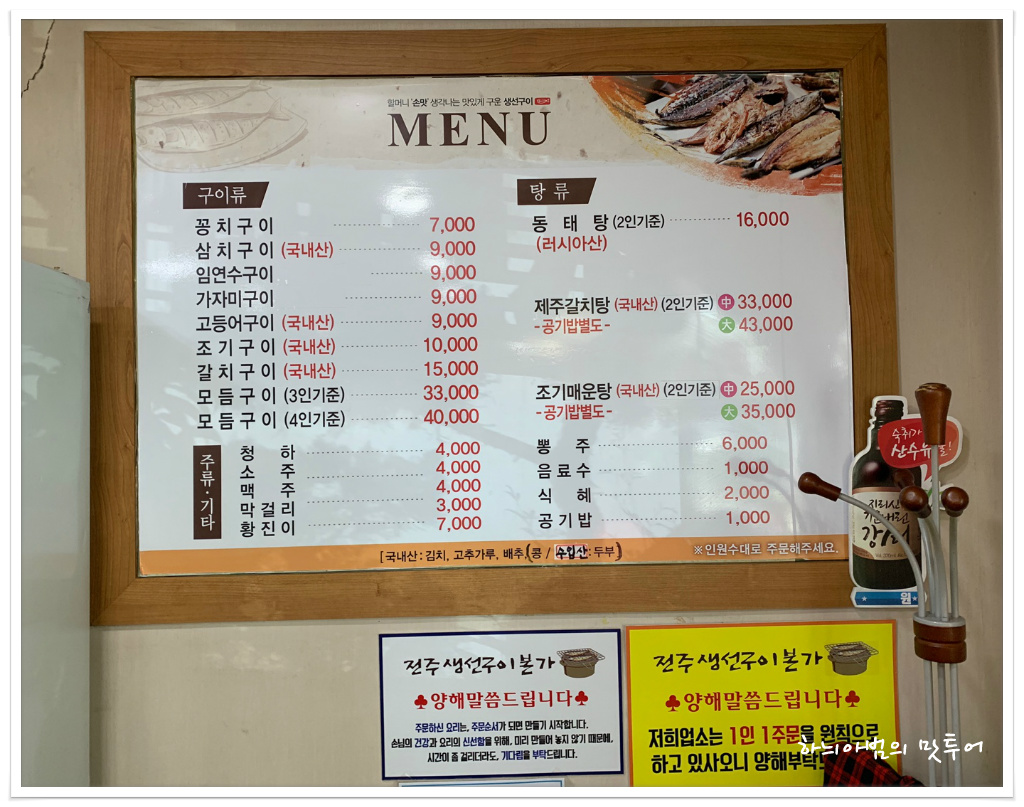 할머니 '손맛' 생각나는 맛있게 구운 생선구이
MENU
구이류
꽁치구이 7,000
삼치구이 (국내산) 9,000
임연수구이 9,000
가자미구이 9,000
고등어구이 (국내산) 9,000
조기구이 (국내산) 10,000
갈치구이 (국내산) 15,000
모듬구이 (3인기준) 33,000
모듬구이 (4인기준) 40,000
주류·기타
청하 4,000
소주 4,000
맥주 4,000
막걸리 3,000
황진이 7,000
탕류
동태탕 (2인기준) 16,000
(러시아산)
제주갈치탕 (국내산) (2인기준) 中 33,000
-공기밥별도- 大 43,000
조기매운탕 (국내산) (2인기준) 中 25,000
-공기밥별도- 大 35,000
뽕주 6,000
음료수 1,000
식혜 2,000
공기밥 1,000
[국내산: 김치, 고추가루, 배추,(콩 / 수입산:두부)
※인원수대로 주문해주세요.
숙취가
산수유
지리산
강
원
전주생선구이본가
♣양해말씀드립니다♣
주문하신 요리는, 주문순서가 되면 만들기 시작합니다.
손님의 건강과 요리의 신선함을 위해, 미리 만들어 놓지 않기 때문에,
시간이 좀 걸리더라도, 기다림을 부탁드립니다.
전주생선구이본가
♣양해말씀드립니다♣
저희업소는 1인 1주문을 원칙으로
하고 있사오니 양해부탁드
하늬아범의 맛투어